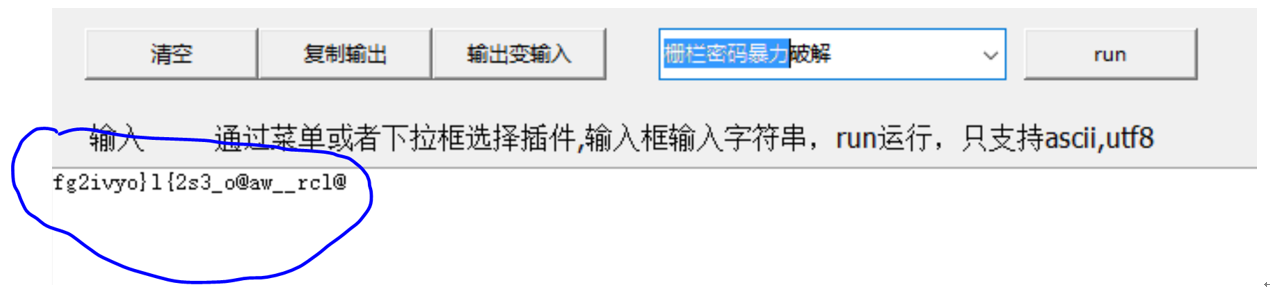 清空 复制输出 输出变输入 栅栏密码暴力破解 run
输入 通过菜单或者下拉框选择插件,输入框输入字符串，run运行，只支持ascii,utf8
fg2ivyo}l{2s3_o@aw__rcl@